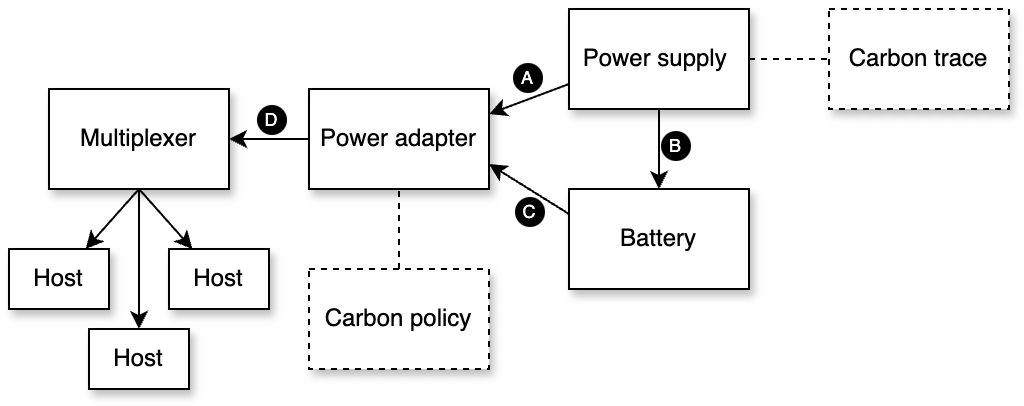 Power supply
Carbon trace
A
Multiplexer
D
Power adapter
B
C
Battery
Host
Host
Carbon policy
Host